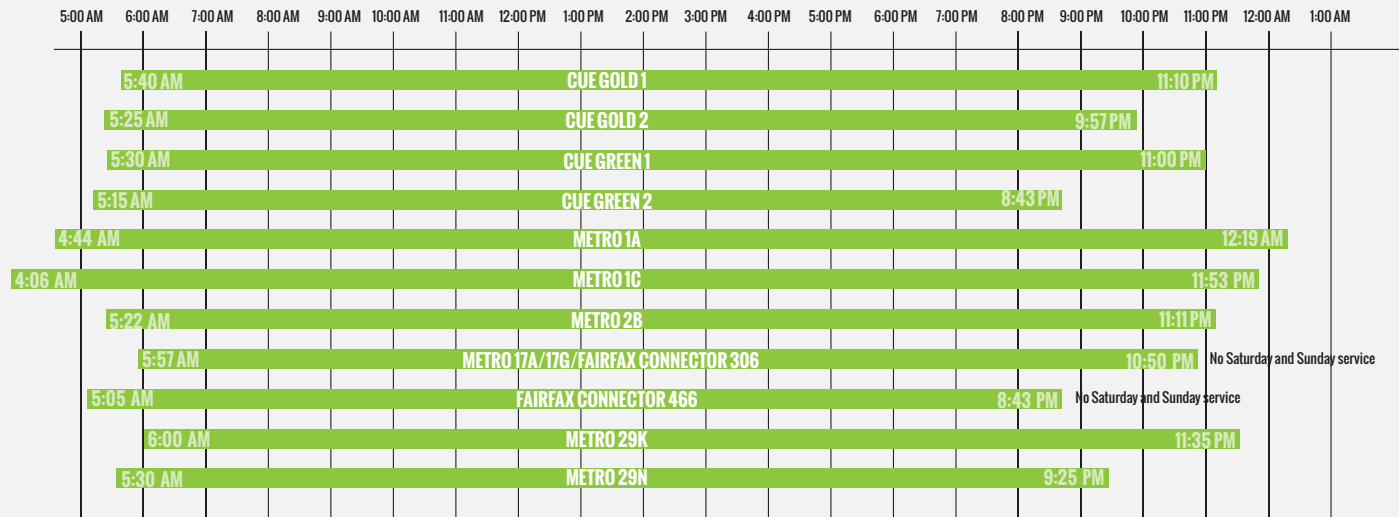 5:00 AM 6:00 AM 7:00 AM 8:00 AM 9:00 AM 10:00 AM 11:00 AM 12:00 PM 1:00 PM 2:00 PM 3:00 PM 4:00 PM 5:00 PM 6:00 PM 7:00 PM 8:00 PM 9:00 PM 10:00 PM 11:00 PM 12:00 AM 1:00 AM
5:40 AM CUE GOLD 1 11:10 PM
5:25 AM CUE GOLD 2 9:57 PM
5:30 AM CUE GREEN 1 11:00 PM
5:15 AM CUE GREEN 2 8:43 PM
4:44 AM METRO 1A 12:19 AM
4:06 AM METRO 1C 11:53 PM
5:22 AM METRO 2B 11:11 PM
5:57 AM METRO 17A/17G/FAIRFAX CONNECTOR 306 10:50 PM No Saturday and Sunday service
5:05 AM FAIRFAX CONNECTOR 466 8:43 PM No Saturday and Sunday service
6:00 AM METRO 29K 11:35 PM
5:30 AM METRO 29N 9:25 PM